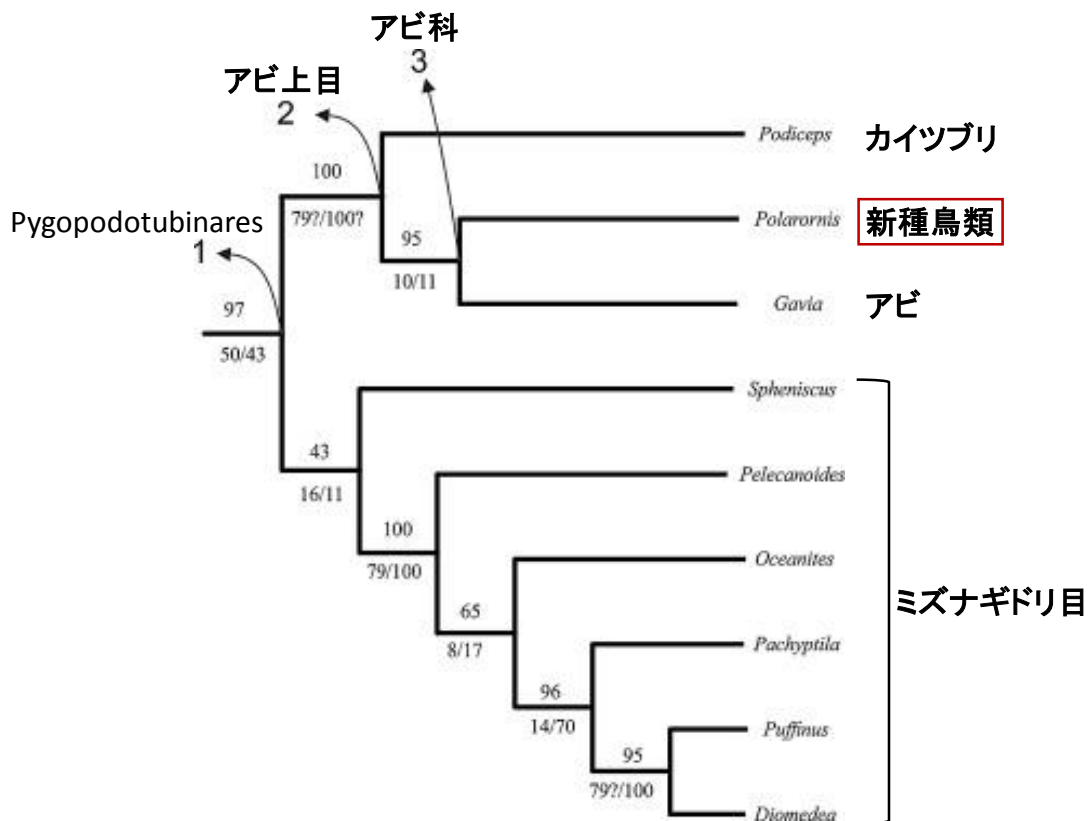 アビ科
3
アビ上目
2
Podiceps カイツブリ
100
79?/100?
Pygopodotubinares
1
Polarornis 新種鳥類
95
10/11
Gavia アビ
97
50/43
Spheniscus
43
16/11
Pelecanoides
100
79/100
Oceanites
ミズナギドリ目
65
8/17
Pachyptila
96
14/70
Puffinus
95
79?/100
Diomedea